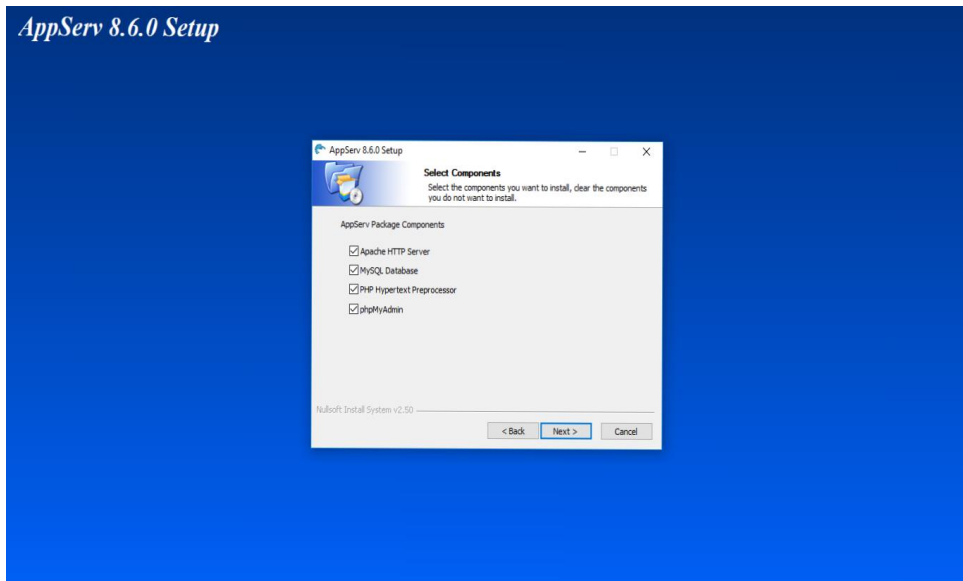 AppServ 8.6.0 Setup
AppServ 8.6.0 Setup
Select Components
Select the components you want to install, clear the components
you do not want to install.
AppServ Package Components
Apache HTTP Server
MySQL Database
PHP Hypertext Preprocessor
phpMyAdmin
Nullsoft Install System v2.50
< Back Next > Cancel